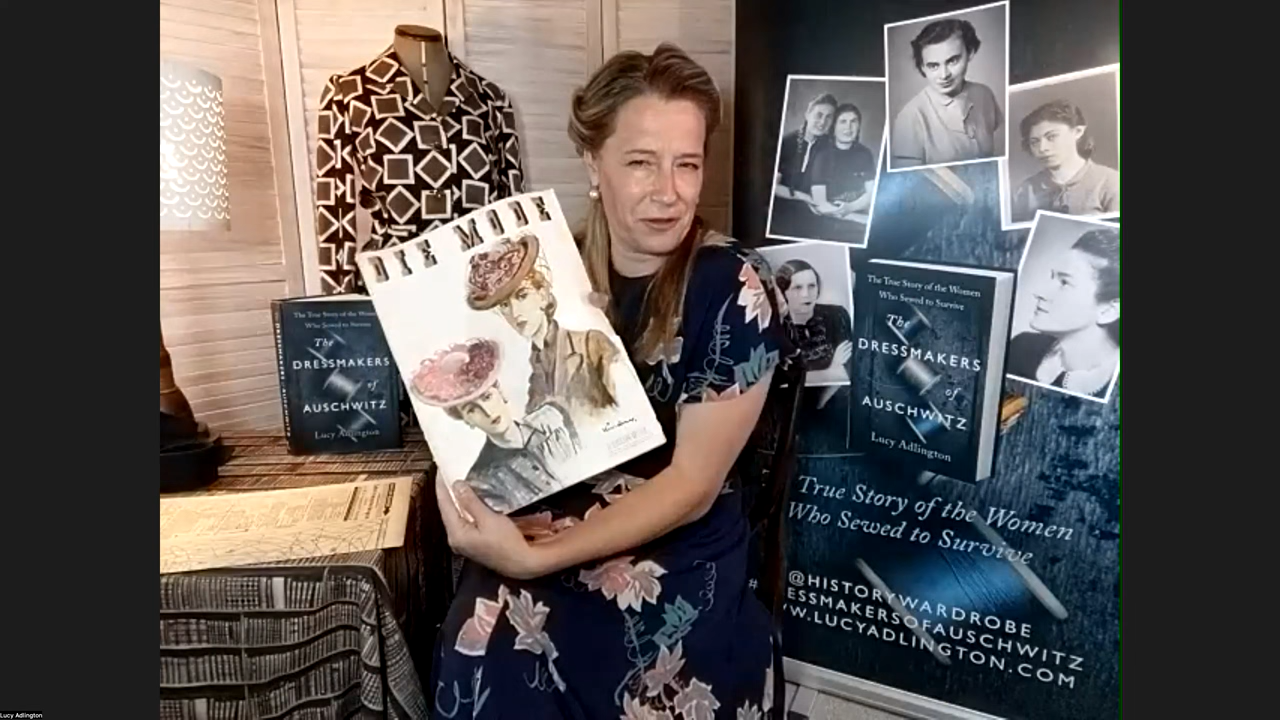 DIE MODE
The True Story of the Women
Who Sewed to Survive
The
DRESSMAKERS
of
AUSCHWITZ
Lucy Adlington
The True Story of the Women
Who Sewed to Survive
The
DRESSMAKERS
of
AUSCHWITZ
Lucy Adlington
True Story of the Women
Who Sewed to Survive
@HISTORYWARDROBE
ESSMAKERSOFAUSCHWITZ
W.LUCYADLINGTON.COM
Lucy Adlington